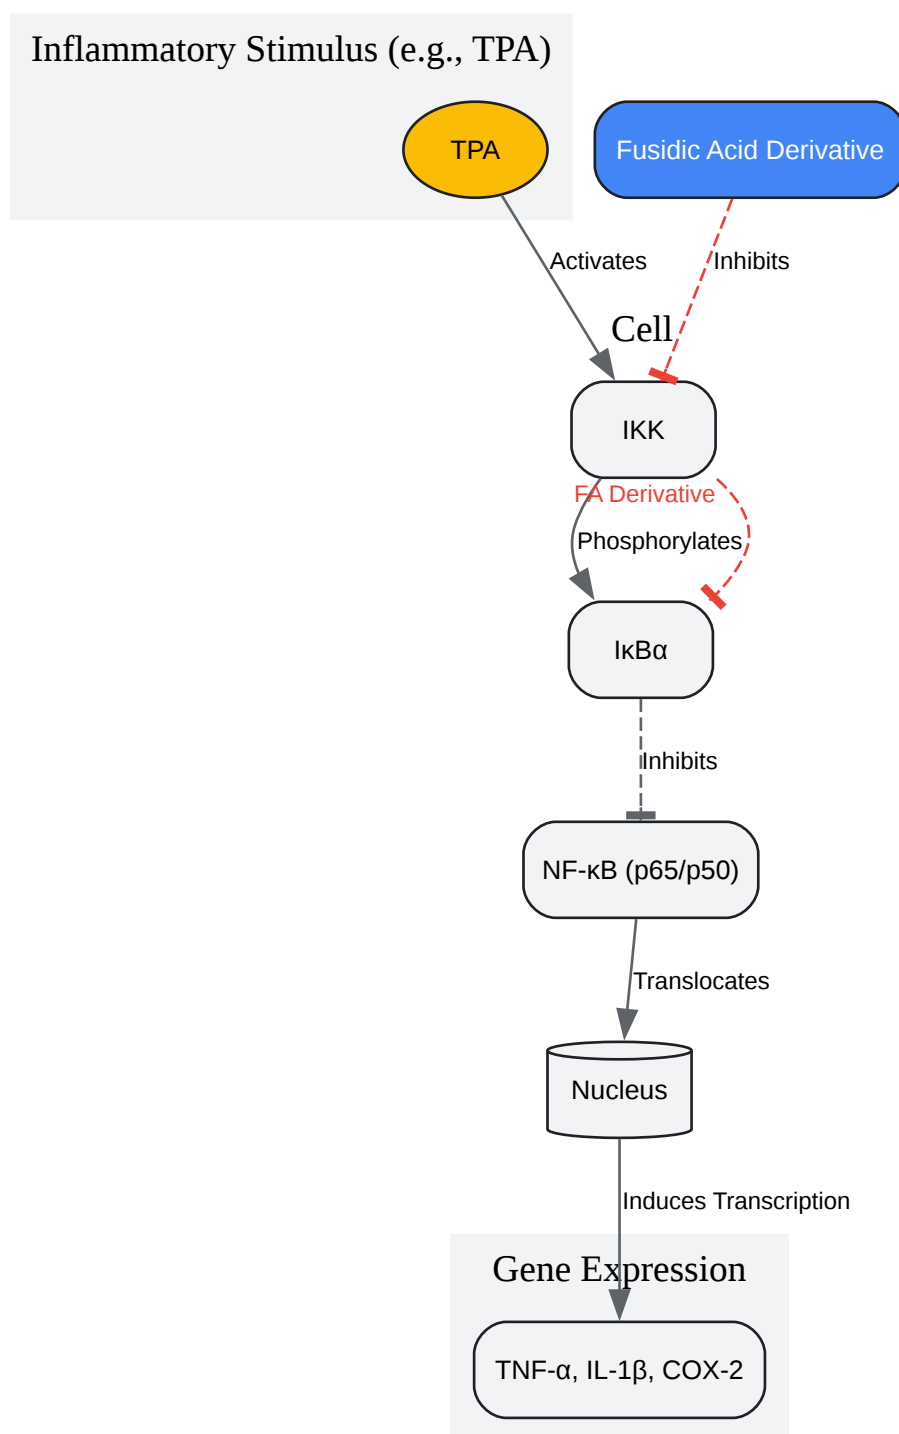 Inflammatory Stimulus (e.g., TPA)
TPA
Fusidic Acid Derivative
Activates
Inhibits
Cell
IKK
FA Derivative
Phosphorylates
IκBα
Inhibits
NF-κB (p65/p50)
Translocates
Nucleus
Induces Transcription
Gene Expression
TNF-α, IL-1β, COX-2